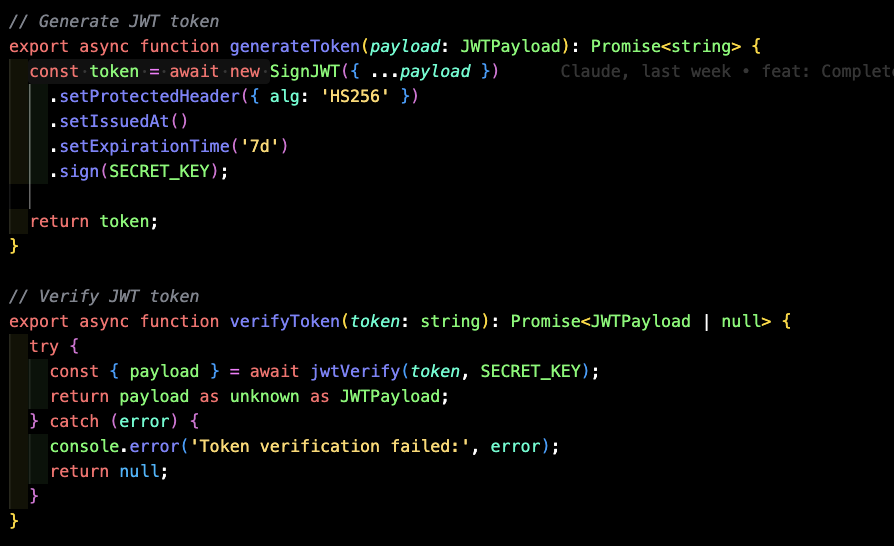 // Generate JWT token
export async function generateToken(payload: JWTPayload): Promise<string> {
  const token = await new SignJWT({ ...payload })      Claude, last week • feat: Complete
    .setProtectedHeader({ alg: 'HS256' })
    .setIssuedAt()
    .setExpirationTime('7d')
    .sign(SECRET_KEY);

  return token;
}

// Verify JWT token
export async function verifyToken(token: string): Promise<JWTPayload | null> {
  try {
    const { payload } = await jwtVerify(token, SECRET_KEY);
    return payload as unknown as JWTPayload;
  } catch (error) {
    console.error('Token verification failed:', error);
    return null;
  }
}